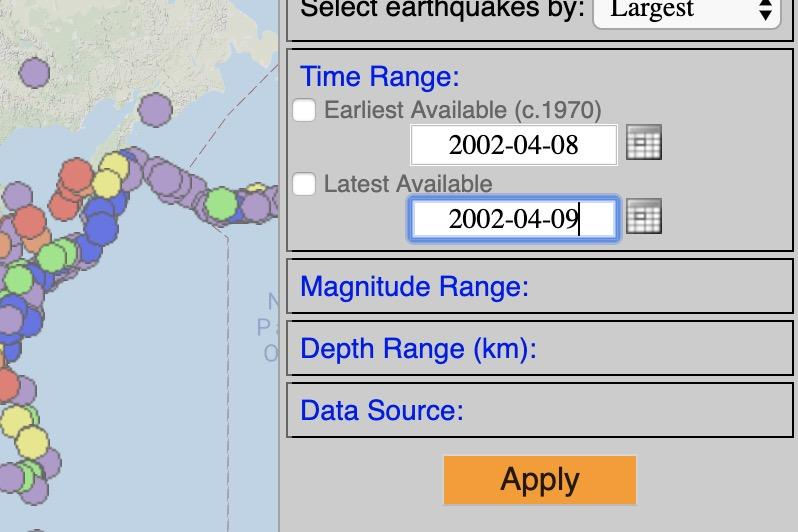 Select earthquakes by: Largest
Time Range:
Earliest Available (c.1970)
2002-04-08
Latest Available
2002-04-09
Magnitude Range:
Depth Range (km):
Data Source:
Apply